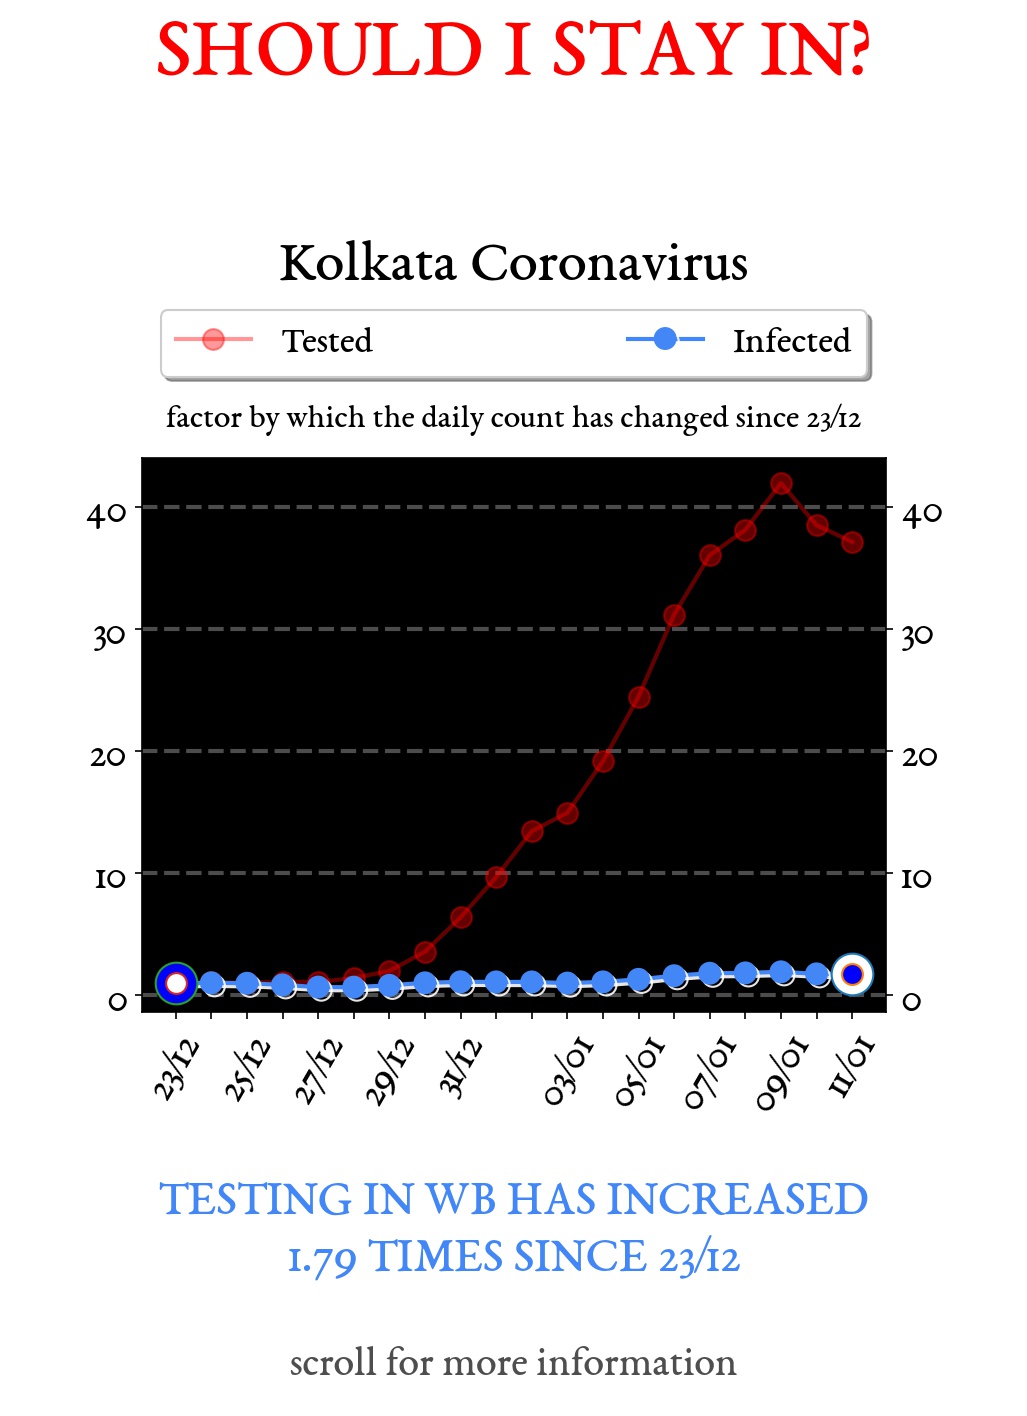 SHOULD I STAY IN?
Kolkata Coronavirus
Tested Infected
factor by which the daily count has changed since 23/12
40 40
30 30
20 20
10 10
0 0
23/12 25/12 27/12 29/12 31/12 03/01 05/01 07/01 09/01 11/01
TESTING IN WB HAS INCREASED
1.79 TIMES SINCE 23/12
scroll for more information